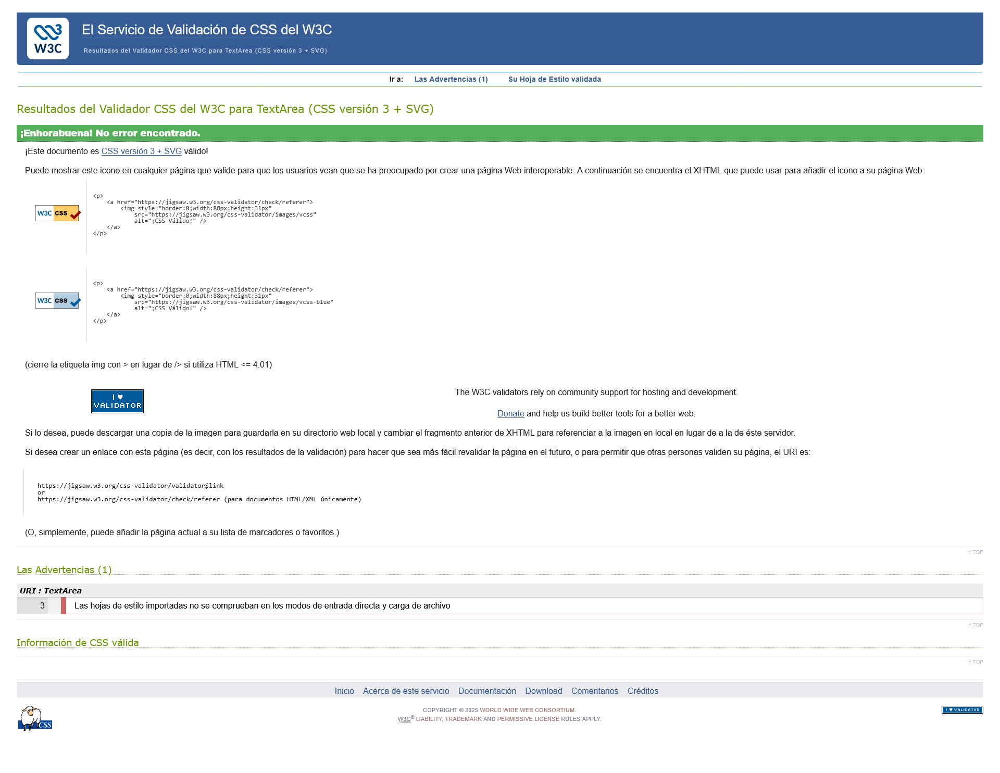 W3C
El Servicio de Validación de CSS del W3C
Resultados del Validador CSS del W3C para TextArea (CSS versión 3 + SVG)
Ir a: Las Advertencias (1) Su Hoja de Estilo validada
Resultados del Validador CSS del W3C para TextArea (CSS versión 3 + SVG)
¡Enhorabuena! No error encontrado.
¡Este documento es CSS versión 3 + SVG válido!
Puede mostrar este icono en cualquier página que valide para que los usuarios vean que se ha preocupado por crear una página Web interoperable. A continuación se encuentra el XHTML que puede usar para añadir el icono a su página Web:
W3C css
<p>
    <a href="https://jigsaw.w3.org/css-validator/check/referer">
        <img style="border:0;width:88px;height:31px"
            src="https://jigsaw.w3.org/css-validator/images/vcss"
            alt="¡CSS Válido!" />
    </a>
</p>
W3C css
<p>
    <a href="https://jigsaw.w3.org/css-validator/check/referer">
        <img style="border:0;width:88px;height:31px"
            src="https://jigsaw.w3.org/css-validator/images/vcss-blue"
            alt="¡CSS Válido!" />
    </a>
</p>
(cierre la etiqueta img con > en lugar de /> si utiliza HTML <= 4.01)
I ♥
VALIDATOR
The W3C validators rely on community support for hosting and development.
Donate and help us build better tools for a better web.
Si lo desea, puede descargar una copia de la imagen para guardarla en su directorio web local y cambiar el fragmento anterior de XHTML para referenciar a la imagen en local en lugar de a la de éste servidor.
Si desea crear un enlace con esta página (es decir, con los resultados de la validación) para hacer que sea más fácil revalidar la página en el futuro, o para permitir que otras personas validen su página, el URI es:
https://jigsaw.w3.org/css-validator/validator$link
or
https://jigsaw.w3.org/css-validator/check/referer (para documentos HTML/XML únicamente)
(O, simplemente, puede añadir la página actual a su lista de marcadores o favoritos.)
↑ TOP
Las Advertencias (1)
URI : TextArea
3 Las hojas de estilo importadas no se comprueban en los modos de entrada directa y carga de archivo
↑ TOP
Información de CSS válida
↑ TOP
Inicio Acerca de este servicio Documentación Download Comentarios Créditos
CSS
COPYRIGHT © 2025 WORLD WIDE WEB CONSORTIUM.
W3C® LIABILITY, TRADEMARK AND PERMISSIVE LICENSE RULES APPLY.
I ♥ VALIDATOR